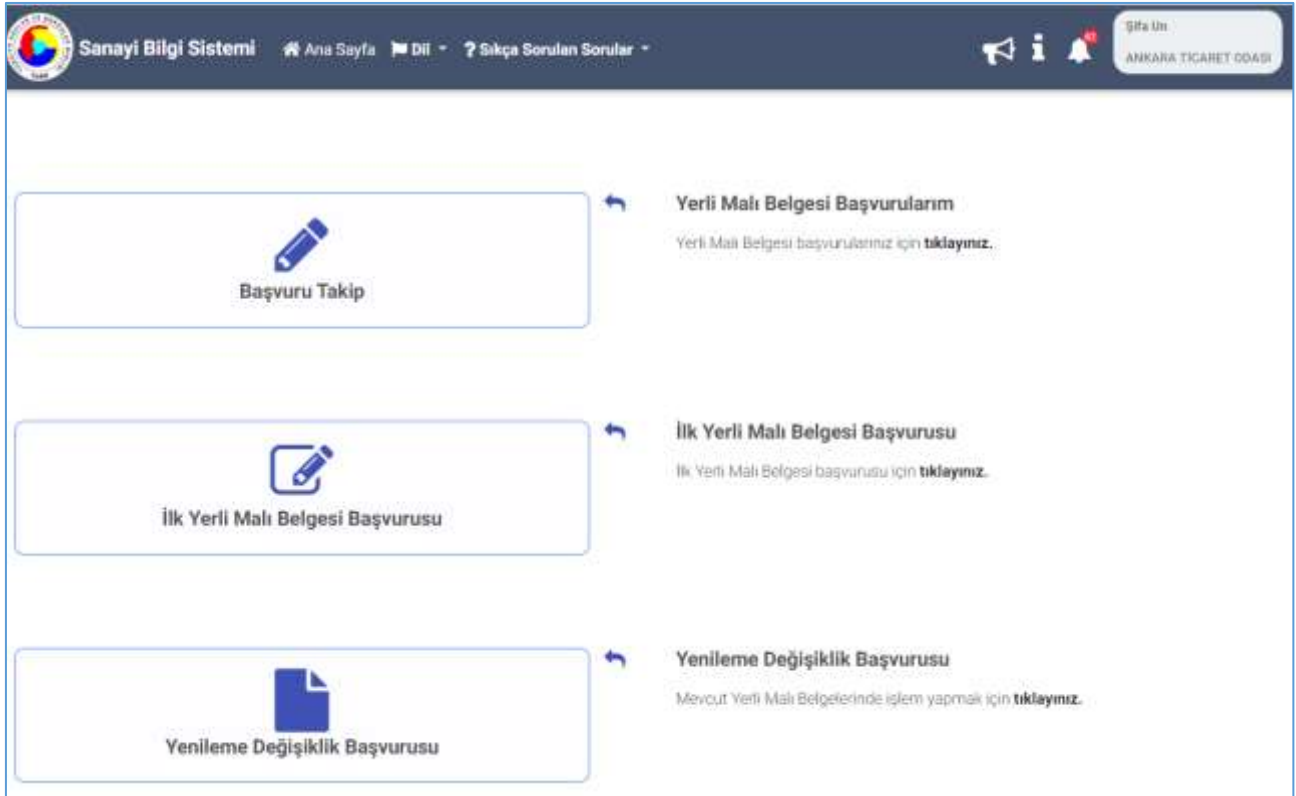 Sanayi Bilgi Sistemi Ana Sayfa Dil ? Sıkça Sorulan Sorular
Şifa Un
ANKARA TICARET ODASI
Başvuru Takip
Yerli Malı Belgesi Başvurularım
Yerli Malı Belgesi başvurularınız için tıklayınız.
İlk Yerli Malı Belgesi Başvurusu
İlk Yerli Malı Belgesi Başvurusu
İlk Yerli Malı Belgesi başvurusu için tıklayınız.
Yenileme Değişiklik Başvurusu
Yenileme Değişiklik Başvurusu
Mevcut Yerli Malı Belgelerinde işlem yapmak için tıklayınız.